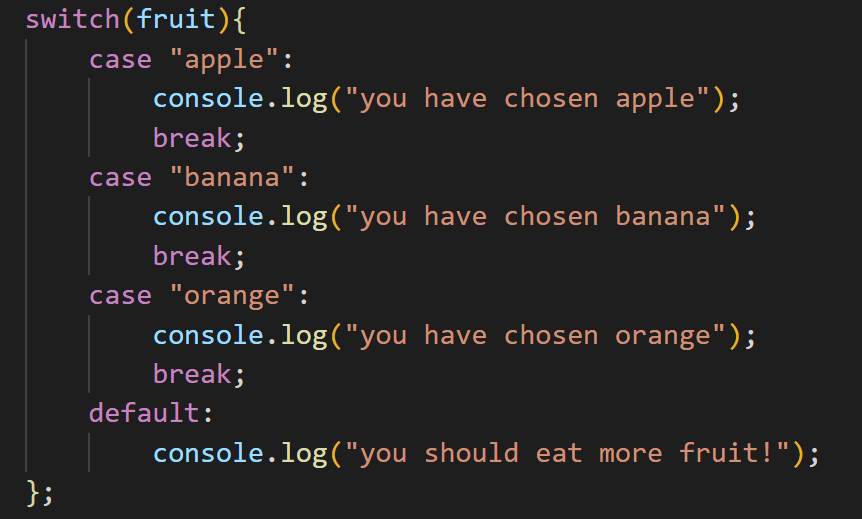 switch(fruit){
    case "apple":
        console.log("you have chosen apple");
        break;
    case "banana":
        console.log("you have chosen banana");
        break;
    case "orange":
        console.log("you have chosen orange");
        break;
    default:
        console.log("you should eat more fruit!");
};